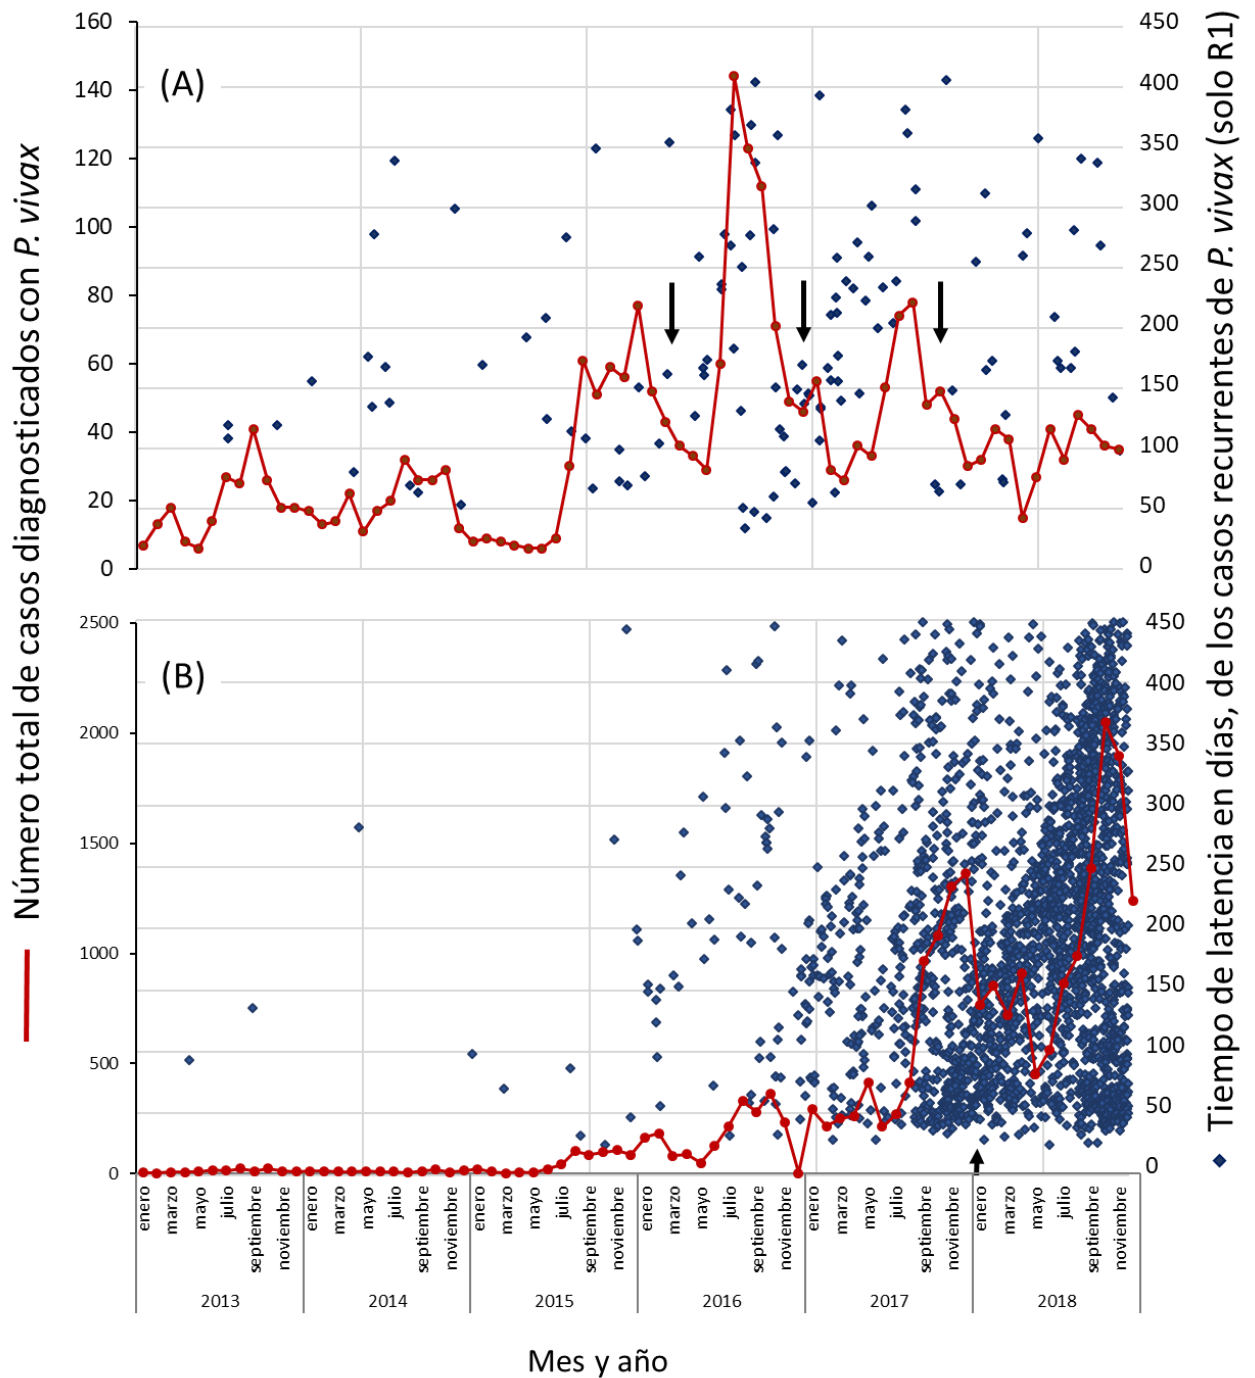 Número total de casos diagnosticados con P. vivax
(A)
160
140
120
100
80
60
40
20
0
450
400
350
300
250
200
150
100
50
0
(B)
2500
2000
1500
1000
500
0
450
400
350
300
250
200
150
100
50
0
Tiempo de latencia en días, de los casos recurrentes de P. vivax (solo R1)
enero
marzo
mayo
julio
septiembre
noviembre
enero
marzo
mayo
julio
septiembre
noviembre
enero
marzo
mayo
julio
septiembre
noviembre
enero
marzo
mayo
julio
septiembre
noviembre
enero
marzo
mayo
julio
septiembre
noviembre
enero
marzo
mayo
julio
septiembre
noviembre
2013
2014
2015
2016
2017
2018
Mes y año